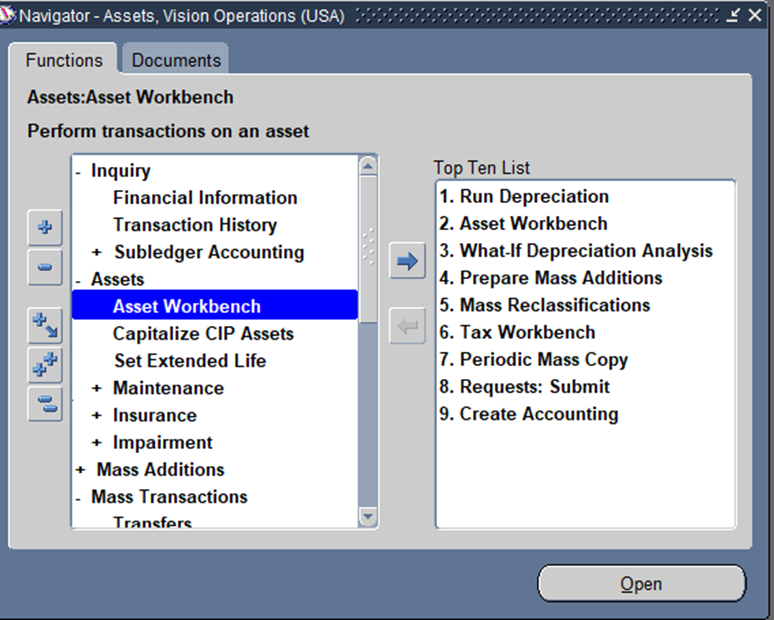 Navigator - Assets, Vision Operations (USA)
Functions
Documents
Assets:Asset Workbench
Perform transactions on an asset
- Inquiry
Financial Information
Transaction History
+ Subledger Accounting
- Assets
Asset Workbench
Capitalize CIP Assets
Set Extended Life
+ Maintenance
+ Insurance
+ Impairment
+ Mass Additions
- Mass Transactions
Transfers
Top Ten List
1. Run Depreciation
2. Asset Workbench
3. What-If Depreciation Analysis
4. Prepare Mass Additions
5. Mass Reclassifications
6. Tax Workbench
7. Periodic Mass Copy
8. Requests: Submit
9. Create Accounting
Open